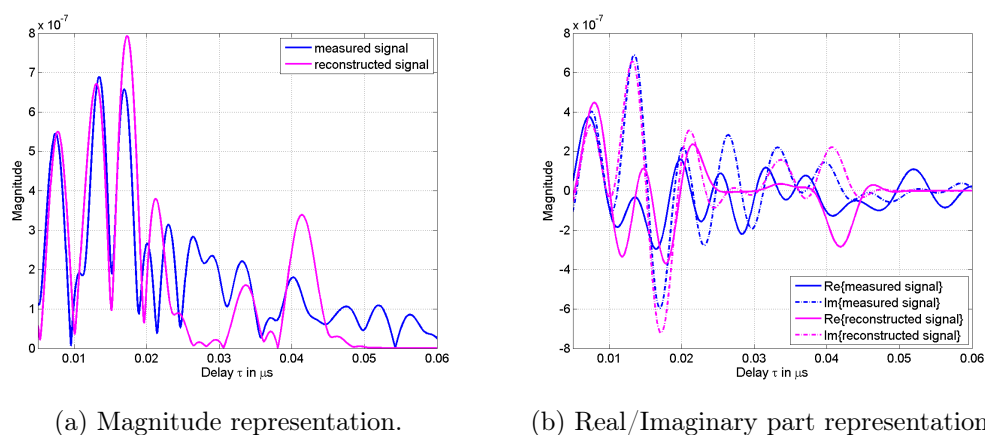 x 10^-7
8
7
6
5
4
3
2
1
0
0.01 0.02 0.03 0.04 0.05 0.06
Magnitude
Delay τ in μs
measured signal
reconstructed signal
(a) Magnitude representation.
x 10^-7
8
6
4
2
0
-2
-4
-6
-8
0.01 0.02 0.03 0.04 0.05 0.06
Magnitude
Delay τ in μs
Re{measured signal}
Im{measured signal}
Re{reconstructed signal}
Im{reconstructed signal}
(b) Real/Imaginary part representation